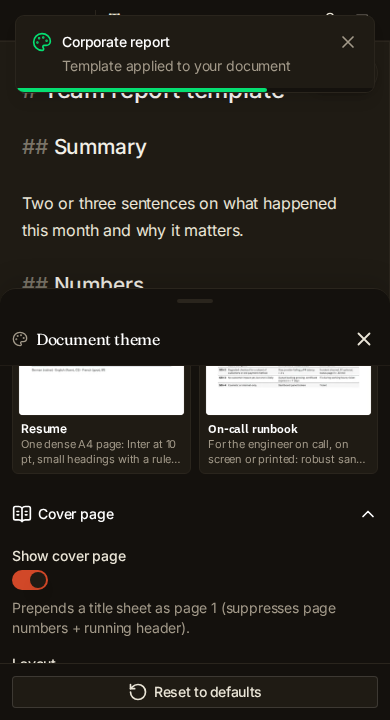 Corporate report
Template applied to your document
# Team report template
## Summary
Two or three sentences on what happened
this month and why it matters.
## Numbers
Document theme
Resume
One dense A4 page: Inter at 10
pt, small headings with a rule...
On-call runbook
For the engineer on call, on
screen or printed: robust san...
Cover page
Show cover page
Prepends a title sheet as page 1 (suppresses page
numbers + running header).
Layout
Reset to defaults